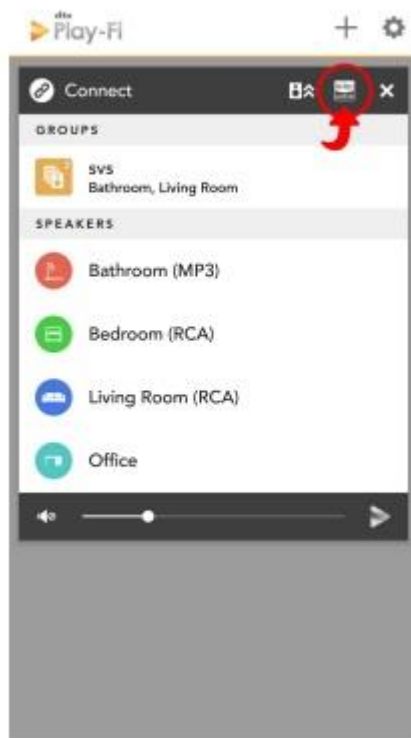 dts
Play-Fi
Connect
GROUPS
svs
Bathroom, Living Room
SPEAKERS
Bathroom (MP3)
Bedroom (RCA)
Living Room (RCA)
Office